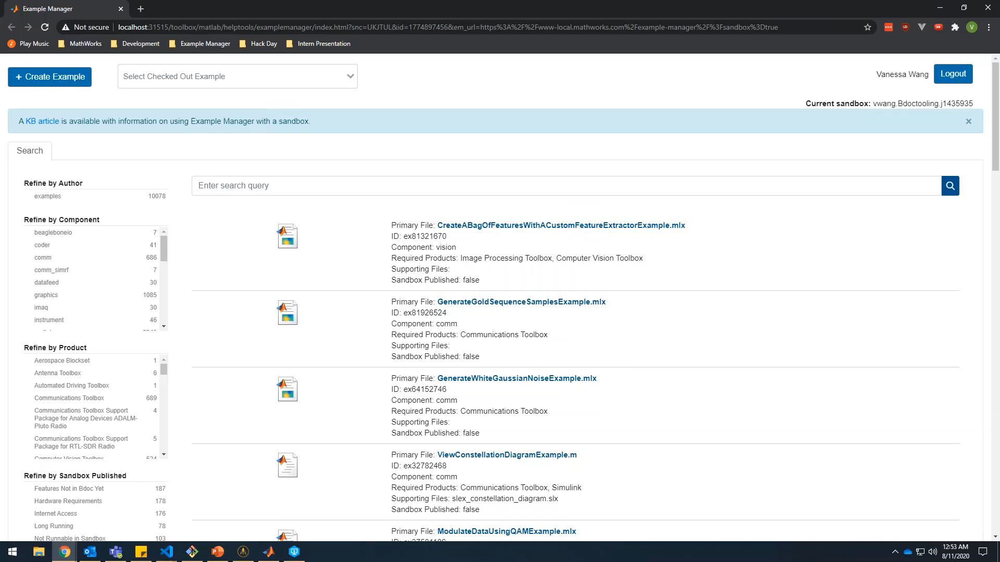 Example Manager
Not secure
localhost:31515/toolbox/matlab/helptools/examplemanager/index.html?snc=UKJTUL&id=1774897456&em_url=https%3A%2F%2Fwww-local.mathworks.com%2Fexample-manager%2F%3Fsandbox%3Dtrue
V
Play Music
MathWorks
Development
Example Manager
Hack Day
Intern Presentation
+ Create Example
Select Checked Out Example
Vanessa Wang
Logout
Current sandbox: vwang.Bdoctooling.j1435935
A KB article is available with information on using Example Manager with a sandbox.
Search
Refine by Author
examples 10078
Refine by Component
beagleboneio 7
coder 41
comm 686
comm_simrf 7
datafeed 30
graphics 1085
imaq 30
instrument 46
Refine by Product
Aerospace Blockset 1
Antenna Toolbox 6
Automated Driving Toolbox 1
Communications Toolbox 689
Communications Toolbox Support 4
Package for Analog Devices ADALM-
Pluto Radio
Communications Toolbox Support 5
Package for RTL-SDR Radio
Computer Vision Toolbox 524
Refine by Sandbox Published
Features Not in Bdoc Yet 187
Hardware Requirements 178
Internet Access 176
Long Running 78
Not Runnable in Sandbox 103
Enter search query
Primary File: CreateABagOfFeaturesWithACustomFeatureExtractorExample.mlx
ID: ex81321670
Component: vision
Required Products: Image Processing Toolbox, Computer Vision Toolbox
Supporting Files:
Sandbox Published: false
Primary File: GenerateGoldSequenceSamplesExample.mlx
ID: ex81926524
Component: comm
Required Products: Communications Toolbox
Supporting Files:
Sandbox Published: false
Primary File: GenerateWhiteGaussianNoiseExample.mlx
ID: ex64152746
Component: comm
Required Products: Communications Toolbox
Supporting Files:
Sandbox Published: false
Primary File: ViewConstellationDiagramExample.m
ID: ex32782468
Component: comm
Required Products: Communications Toolbox, Simulink
Supporting Files: slex_constellation_diagram.slx
Sandbox Published: false
Primary File: ModulateDataUsingQAMExample.mlx
12:53 AM
8/11/2020